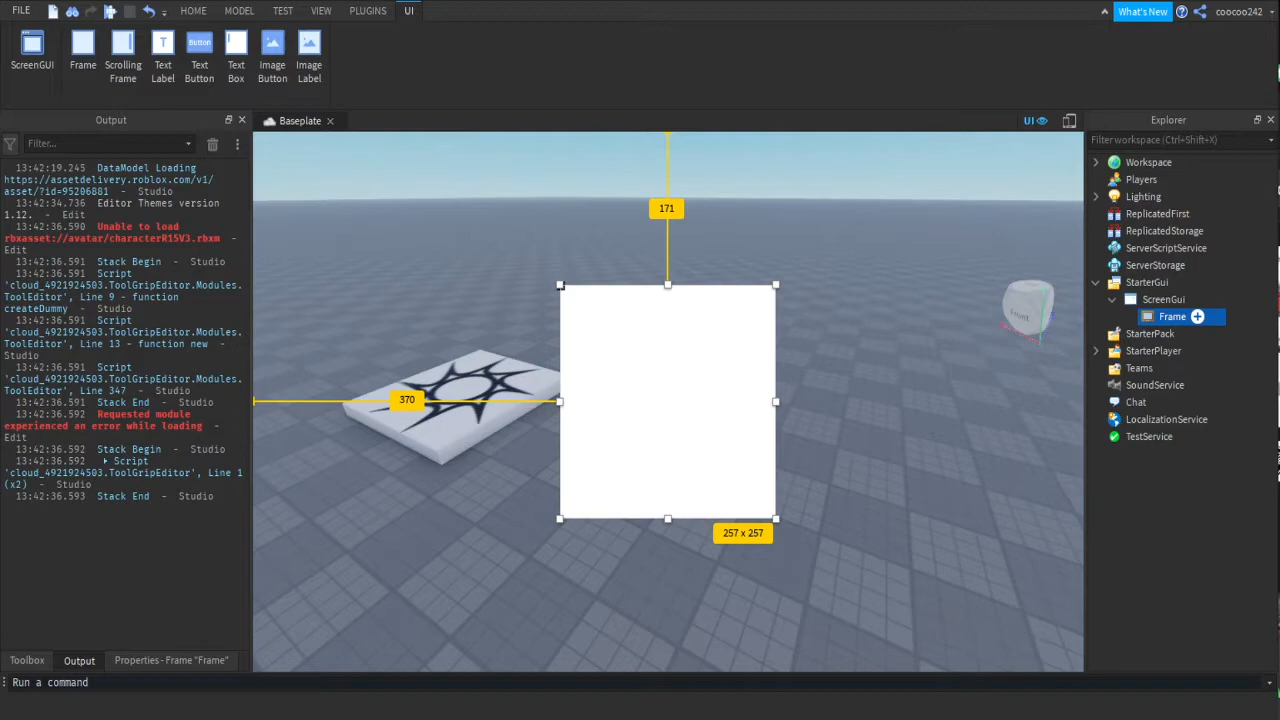 FILE
HOME
MODEL
TEST
VIEW
PLUGINS
UI
What's New
coocoo242
ScreenGUI
Frame
Scrolling
Frame
T
Text
Label
Button
Text
Button
Text
Box
Image
Button
Image
Label
Output
Filter...
13:42:19.245 DataModel Loading
https://assetdelivery.roblox.com/v1/
asset/?id=95206881 - Studio
13:42:34.736 Editor Themes version
1.12. - Edit
13:42:36.590 Unable to load
rbxasset://avatar/characterR15V3.rbxm -
Edit
13:42:36.591 Stack Begin - Studio
13:42:36.591 Script
'cloud_4921924503.ToolGripEditor.Modules.
ToolEditor', Line 9 - function
createDummy - Studio
13:42:36.591 Script
'cloud_4921924503.ToolGripEditor.Modules.
ToolEditor', Line 13 - function new -
Studio
13:42:36.591 Script
'cloud_4921924503.ToolGripEditor.Modules.
ToolEditor', Line 347 - Studio
13:42:36.591 Stack End - Studio
13:42:36.592 Requested module
experienced an error while loading -
Edit
13:42:36.592 Stack Begin - Studio
13:42:36.592 Script
'cloud_4921924503.ToolGripEditor', Line 1
(x2) - Studio
13:42:36.593 Stack End - Studio
Toolbox
Output
Properties - Frame "Frame"
Run a command
Baseplate
UI
171
370
257 x 257
Front
Explorer
Filter workspace (Ctrl+Shift+X)
Workspace
Players
Lighting
ReplicatedFirst
ReplicatedStorage
ServerScriptService
ServerStorage
StarterGui
ScreenGui
Frame
StarterPack
StarterPlayer
Teams
SoundService
Chat
LocalizationService
TestService